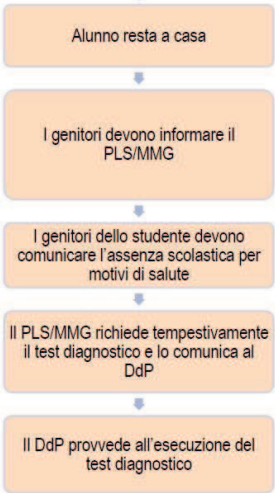 Alunno resta a casa
I genitori devono informare il
PLS/MMG
I genitori dello studente devono
comunicare l'assenza scolastica per
motivi di salute
Il PLS/MMG richiede tempestivamente
il test diagnostico e lo comunica al
DdP
Il DdP provvede all'esecuzione del
test diagnostico